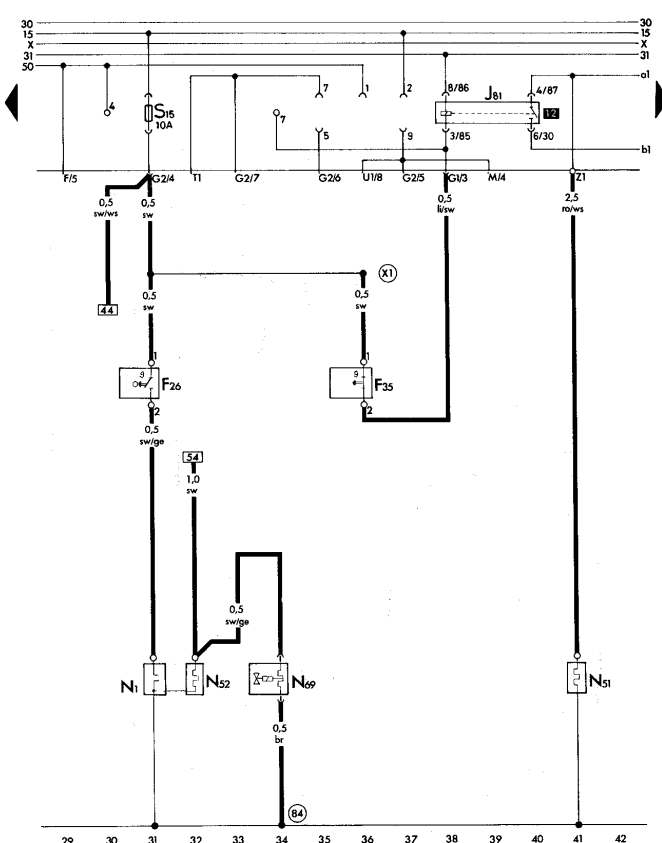 30 30
15 15
X X
31 31
50
a1
7 1 2 8/86 J81 4/87
4 S15 7 12
10A
5 9 3/85 6/30
b1
F/5 G2/4 T1 G2/7 G2/6 U1/8 G2/5 G1/3 M/4 Z1
0,5 0,5 0,5 2,5
sw/ws sw li/sw ro/ws
X1
0,5 0,5
sw sw
44
1 1
9 F26 9 F35
2 2
0,5
sw/ge
54
1,0
sw
0,5
sw/ge
N1 N52 N69 N51
0,5
br
84
29 30 31 32 33 34 35 36 37 38 39 40 41 42